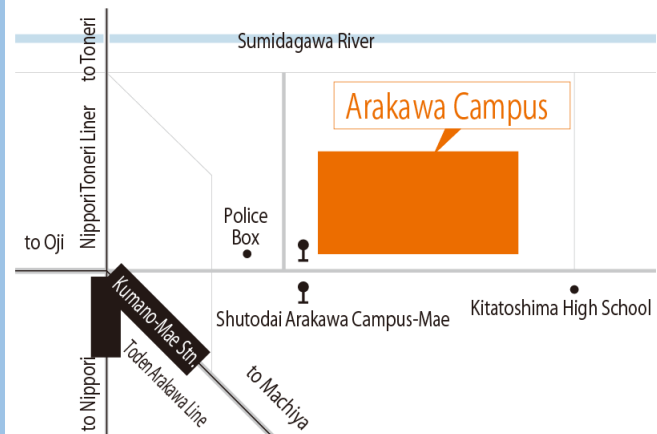 to Toneri
Sumidagawa River
Arakawa Campus
Nippori Toneri Liner
Police
Box
to Oji
Kumano-Mae Stn.
Shutodai Arakawa Campus-Mae
Kitatoshima High School
Toden Arakawa Line
to Machiya
to Nippori